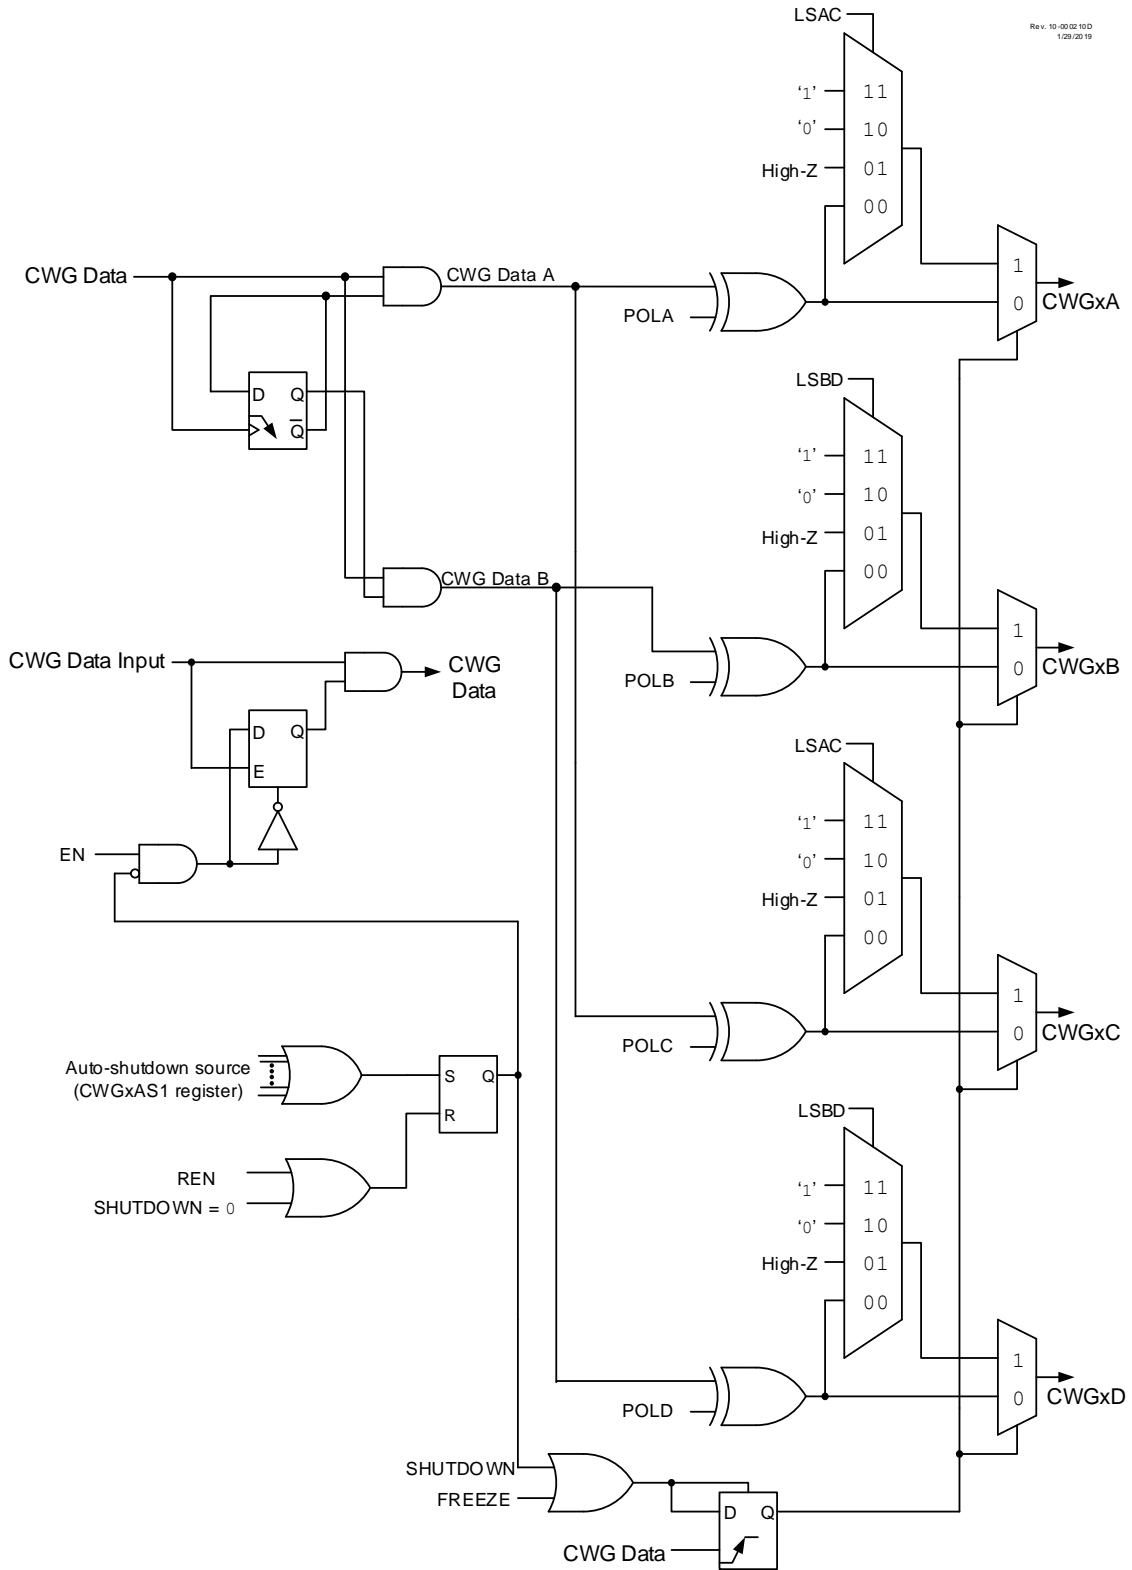 LSAC
Rev. 10-000210D
1/29/2019
‘1’
11
‘0’
10
High-Z
01
00
CWG Data
CWG Data A
POLA
1
0
CWGxA
D
Q
Q
LSBD
‘1’
11
‘0’
10
High-Z
01
00
CWG Data B
POLB
1
0
CWGxB
CWG Data Input
CWG
Data
D
Q
E
EN
LSAC
‘1’
11
‘0’
10
High-Z
01
00
POLC
1
0
CWGxC
Auto-shutdown source
(CWGxAS1 register)
S
Q
R
REN
SHUTDOWN = 0
LSBD
‘1’
11
‘0’
10
High-Z
01
00
POLD
1
0
CWGxD
SHUTDOWN
FREEZE
D
Q
CWG Data